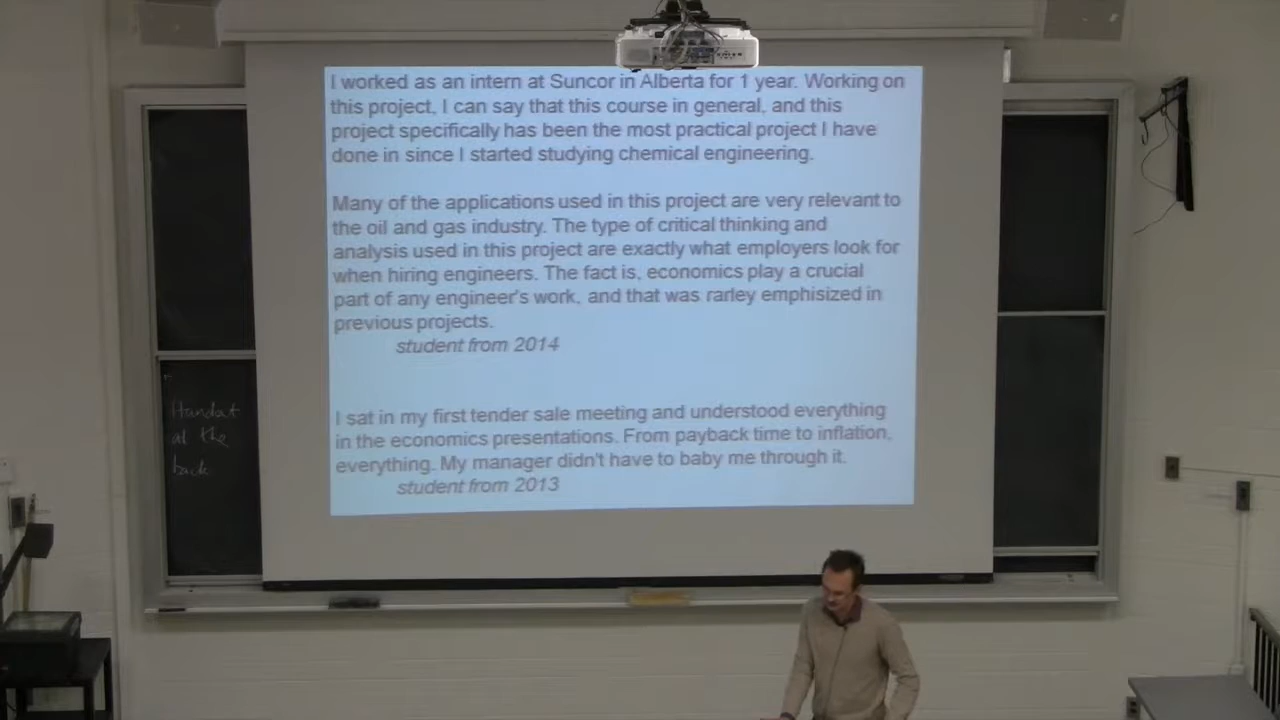 I worked as an intern at Suncor in Alberta for 1 year. Working on
this project, I can say that this course in general, and this
project specifically has been the most practical project I have
done in since I started studying chemical engineering.
Many of the applications used in this project are very relevant to
the oil and gas industry. The type of critical thinking and
analysis used in this project are exactly what employers look for
when hiring engineers. The fact is, economics play a crucial
part of any engineer's work, and that was rarley emphisized in
previous projects.
student from 2014
I sat in my first tender sale meeting and understood everything
in the economics presentations. From payback time to inflation,
everything. My manager didn't have to baby me through it.
student from 2013
Handout
at the
back